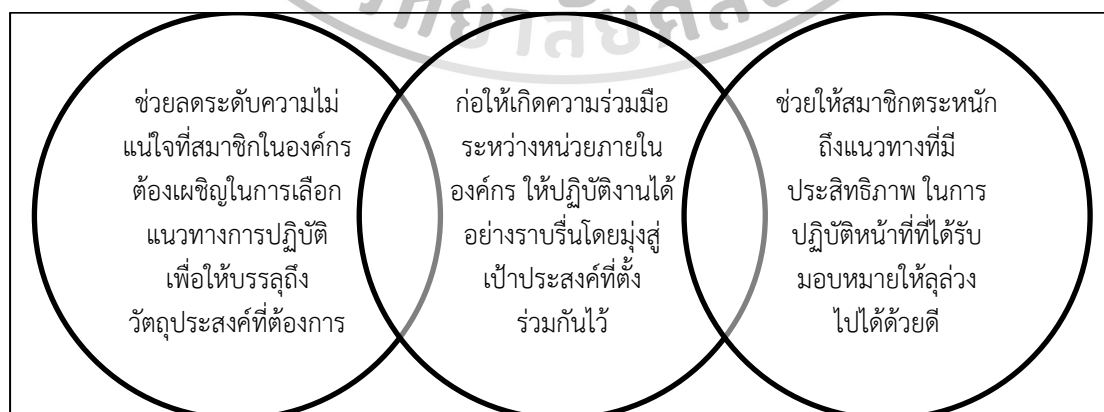 ช่วยลดระดับความไม่
แน่ใจที่สมาชิกในองค์กร
ต้องเผชิญในการเลือก
แนวทางการปฏิบัติ
เพื่อให้บรรลุถึง
วัตถุประสงค์ที่ต้องการ
ก่อให้เกิดความร่วมมือ
ระหว่างหน่วยภายใน
องค์กร ให้ปฏิบัติงานได้
อย่างราบรื่นโดยมุ่งสู่
เป้าประสงค์ที่ตั้ง
ร่วมกันไว้
ช่วยให้สมาชิกตระหนัก
ถึงแนวทางที่มี
ประสิทธิภาพ ในการ
ปฏิบัติหน้าที่ที่ได้รับ
มอบหมายให้ลุล่วง
ไปได้ด้วยดี